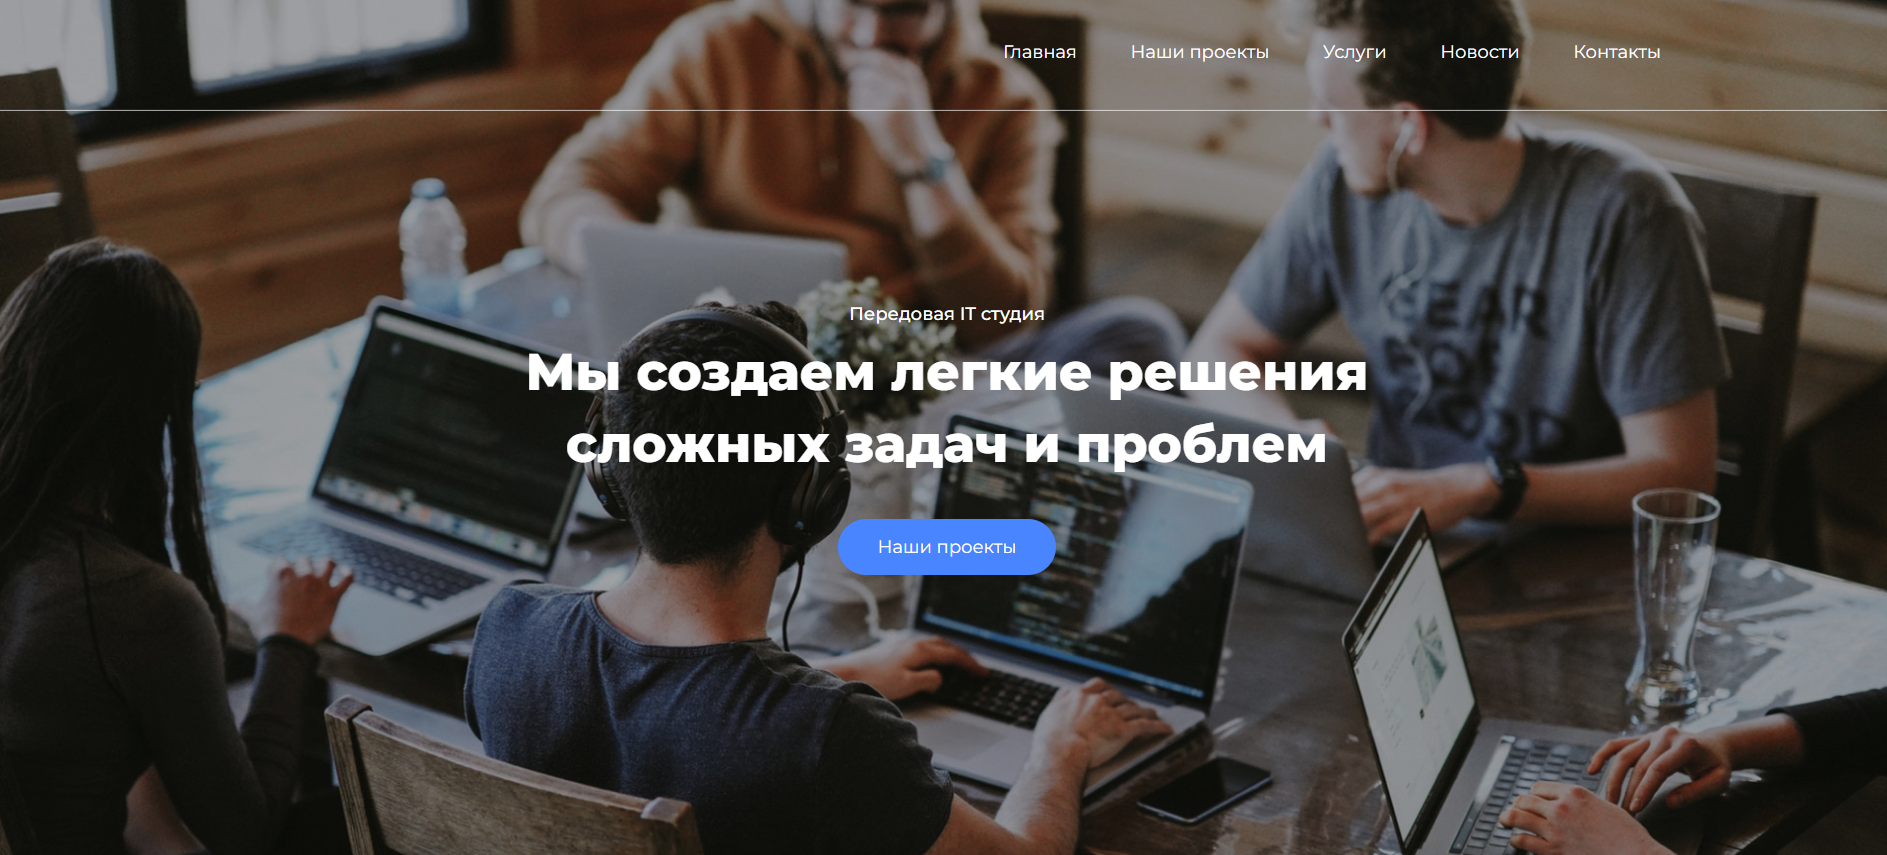 Главная Наши проекты Услуги Новости Контакты
Передовая IT студия
Мы создаем легкие решения
сложных задач и проблем
Наши проекты